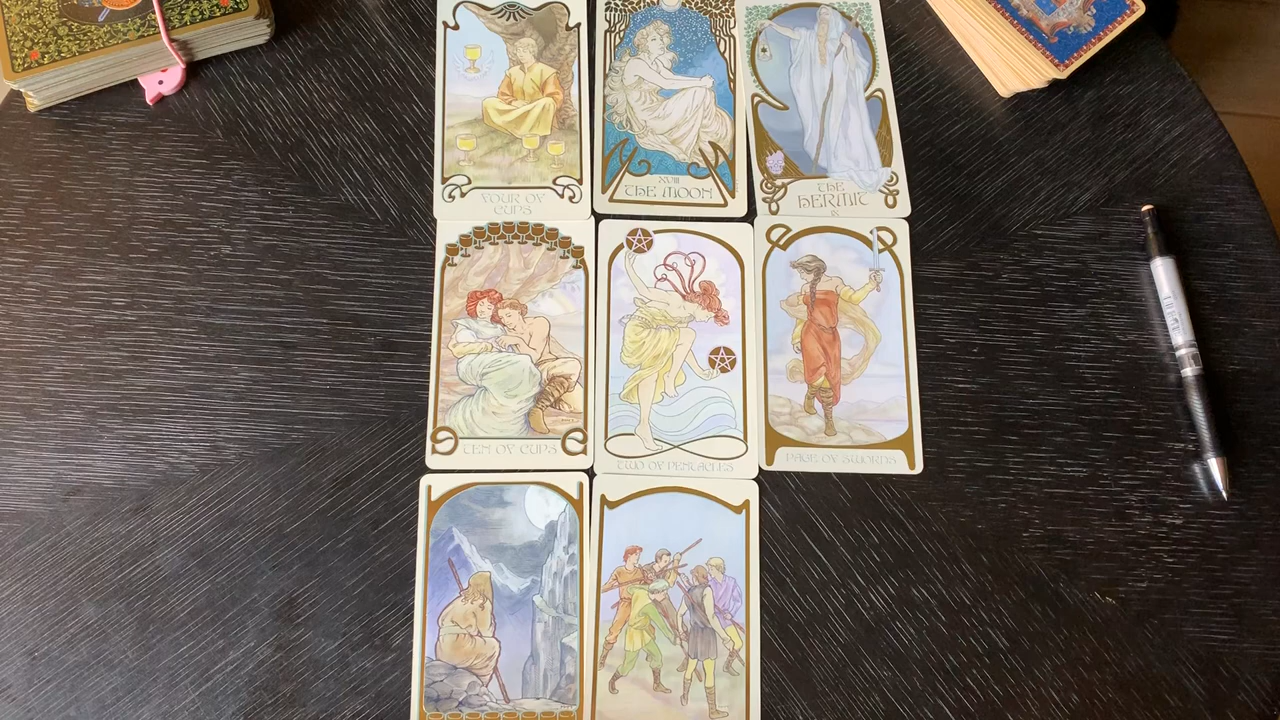 FOUR OF
CUPS
XVIII
THE MOON
THE
HERMIT
IX
TEN OF CUPS
TWO OF PENTACLES
PAGE OF SWORDS